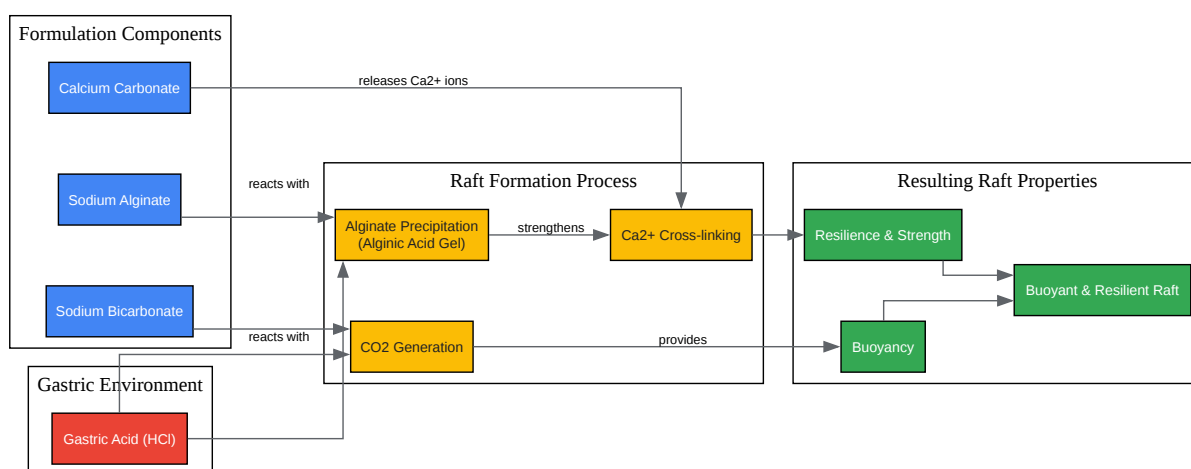 Formulation Components
Calcium Carbonate
releases Ca2+ ions
Sodium Alginate
reacts with
Sodium Bicarbonate
reacts with
Gastric Environment
Gastric Acid (HCl)
Raft Formation Process
Alginate Precipitation
(Alginic Acid Gel)
strengthens
Ca2+ Cross-linking
CO2 Generation
provides
Resulting Raft Properties
Resilience & Strength
Buoyant & Resilient Raft
Buoyancy